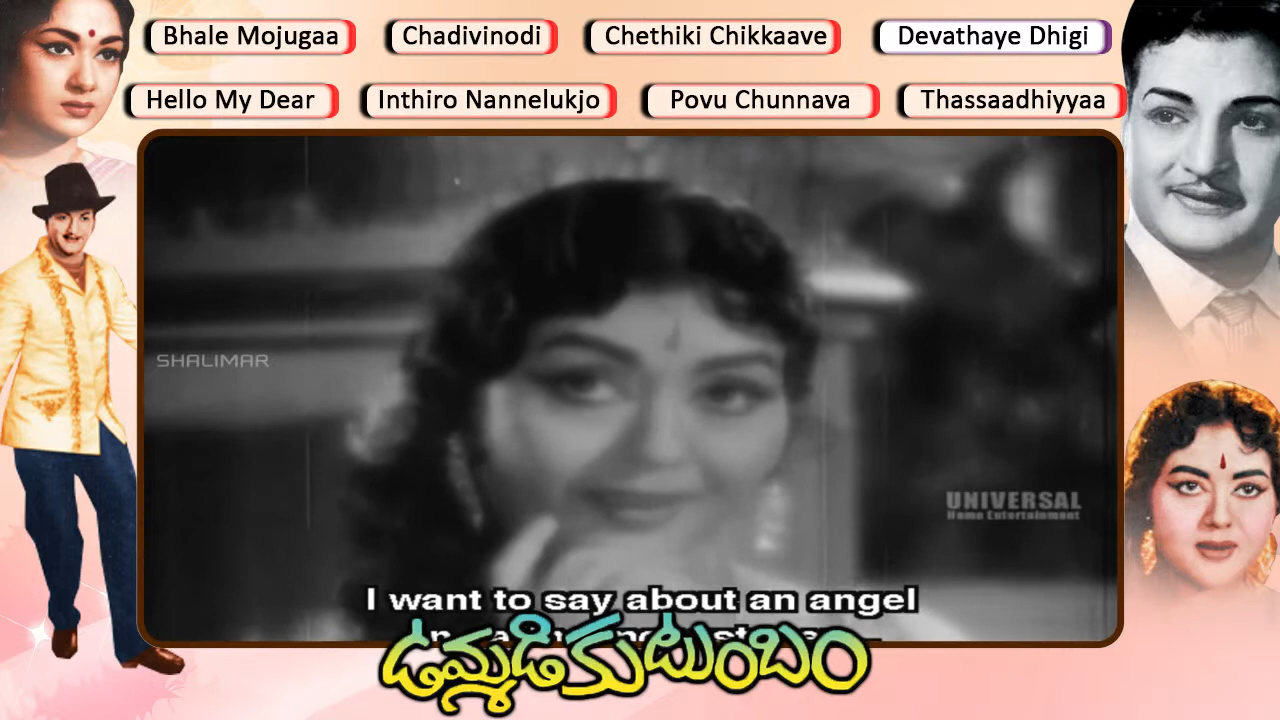 Bhale Mojugaa
Chadivinodi
Chethiki Chikkaave
Devathaye Dhigi
Hello My Dear
Inthiro Nannelukjo
Povu Chunnava
Thassaadhiyyaa
SHALIMAR
UNIVERSAL
Home Entertainment
I want to say about an angel
ఉమ్మడి కుటుంబం